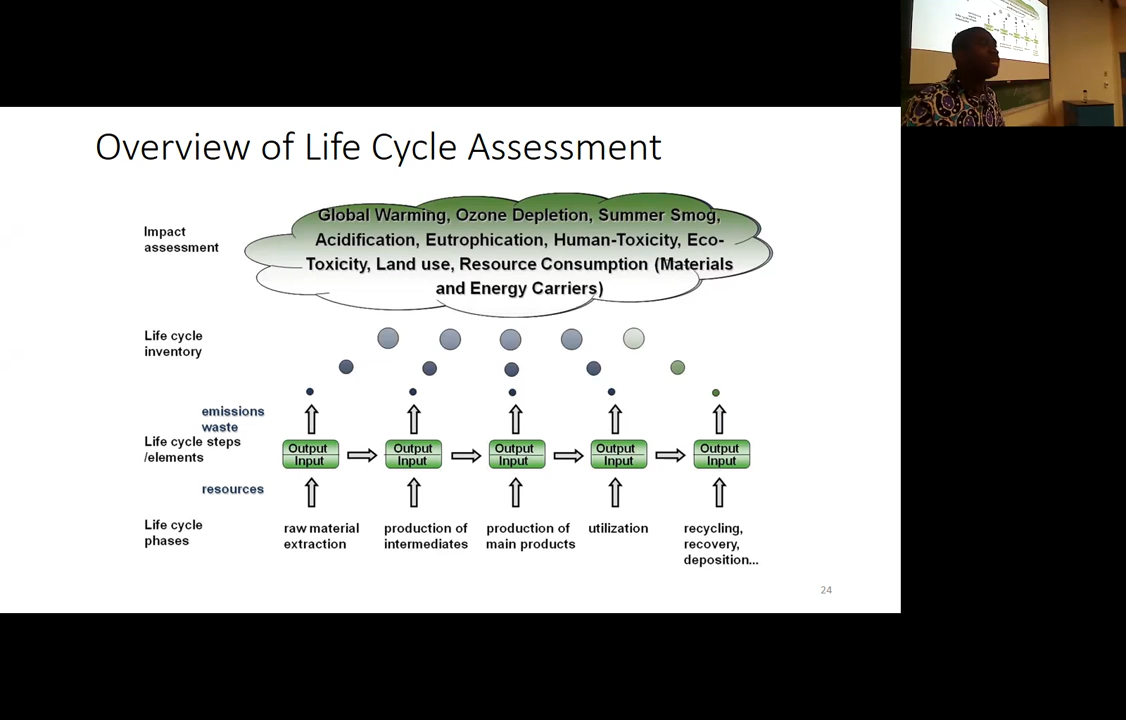 Overview of Life Cycle Assessment
Impact
assessment
Global Warming, Ozone Depletion, Summer Smog,
Acidification, Eutrophication, Human-Toxicity, Eco-
Toxicity, Land use, Resource Consumption (Materials
and Energy Carriers)
Life cycle
inventory
emissions
waste
Life cycle steps
/elements
Output
Input
Output
Input
Output
Input
Output
Input
Output
Input
resources
Life cycle
phases
raw material
extraction
production of
intermediates
production of
main products
utilization
recycling,
recovery,
deposition...
24